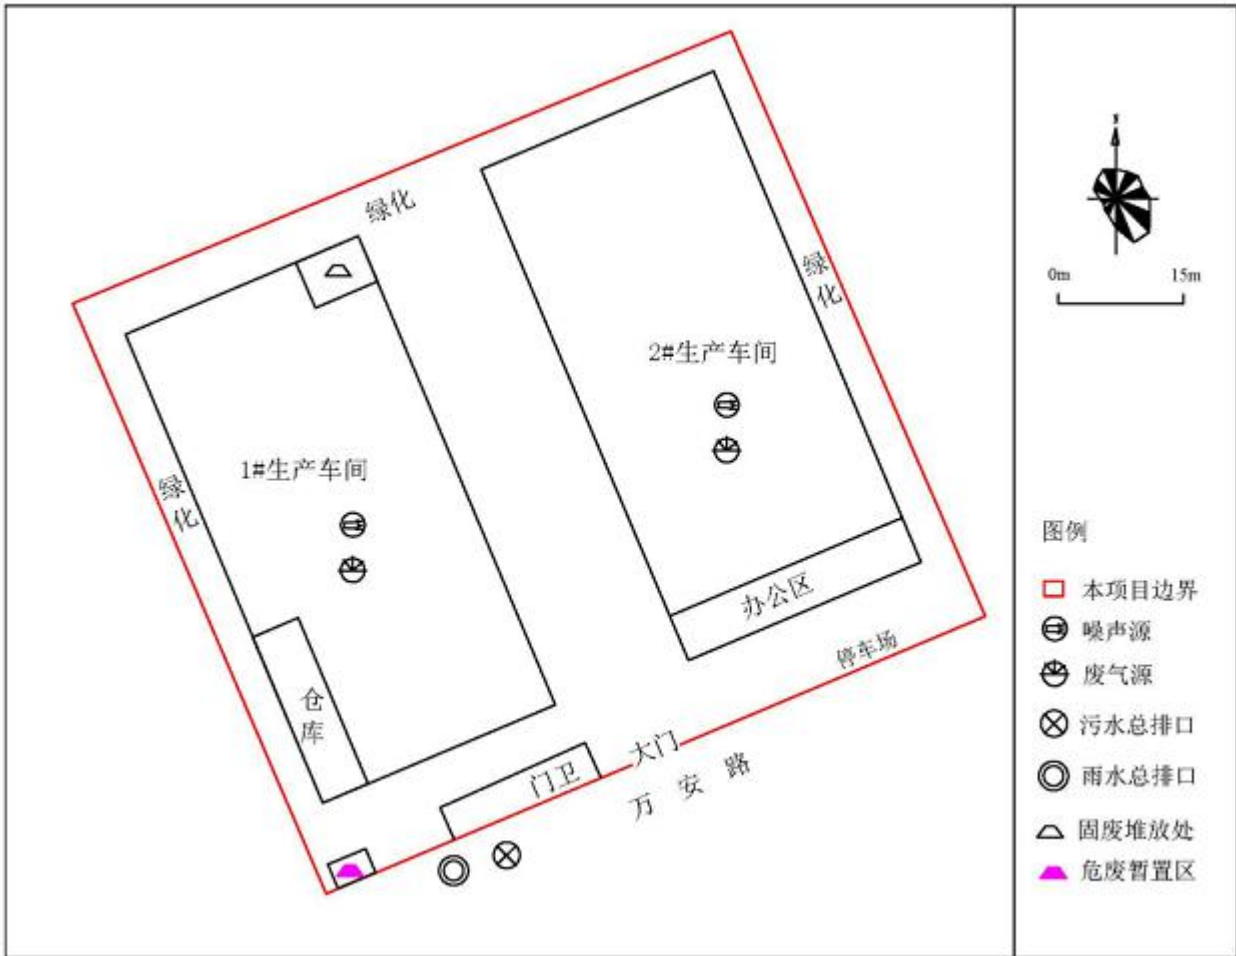 绿化
绿化
2#生产车间
1#生产车间
绿化
办公区
停车场
仓库
大门
门卫
万安路
0m
15m
图例
本项目边界
噪声源
废气源
污水总排口
雨水总排口
固废堆放处
危废暂置区